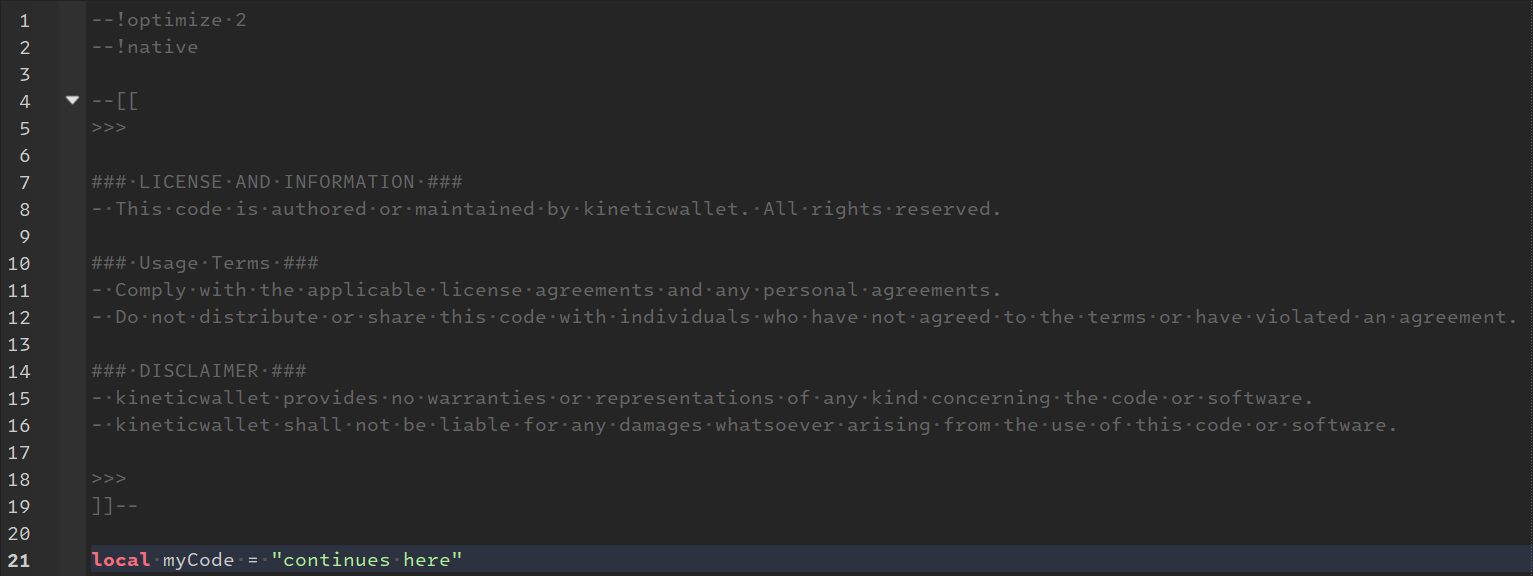 1 --!optimize 2
2 --!native
3
4 --[[
5 >>>
6
7 ### LICENSE AND INFORMATION ###
8 - This code is authored or maintained by kineticwallet. All rights reserved.
9
10 ### Usage Terms ###
11 - Comply with the applicable license agreements and any personal agreements.
12 - Do not distribute or share this code with individuals who have not agreed to the terms or have violated an agreement.
13
14 ### DISCLAIMER ###
15 - kineticwallet provides no warranties or representations of any kind concerning the code or software.
16 - kineticwallet shall not be liable for any damages whatsoever arising from the use of this code or software.
17
18 >>>
19 ]]--
20
21 local myCode = "continues here"